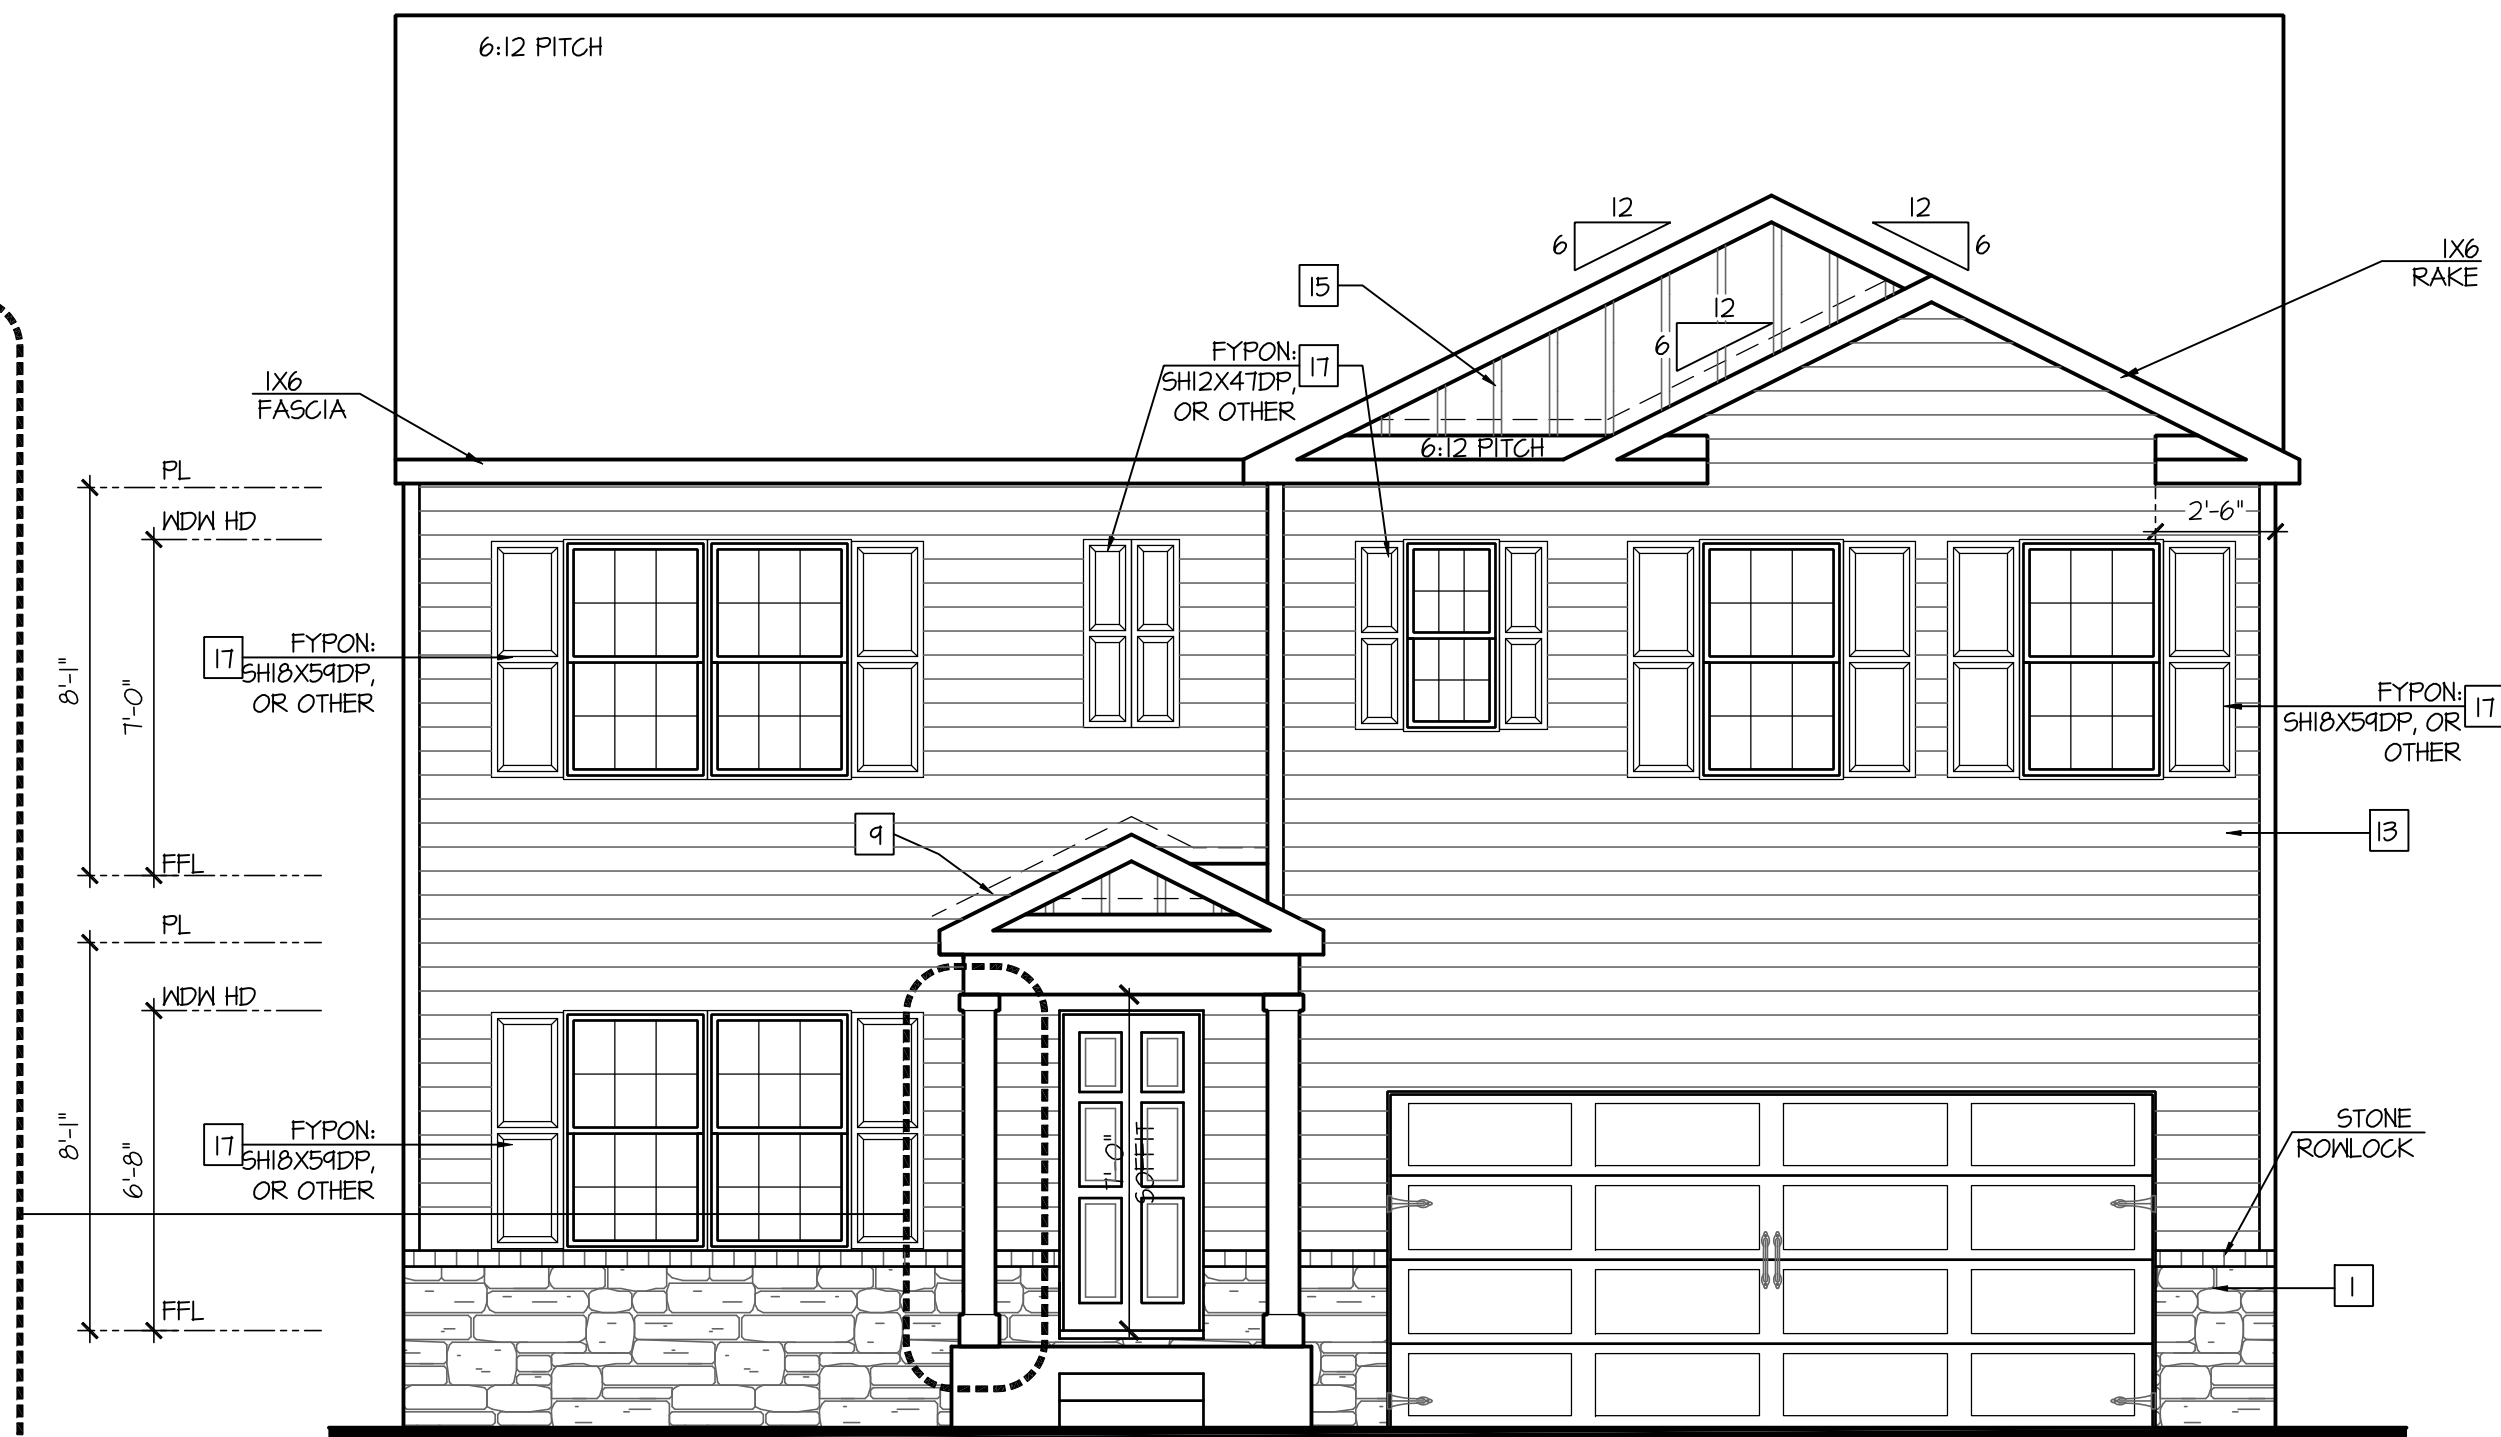 6:12 PITCH
12
6
12
6
1X6
RAKE
15
12
6
FYPON:
SH12X47DP,
OR OTHER
17
1X6
FASCIA
6:12 PITCH
PL
WDW HD
2'-6"
8'-1"
7'-0"
17
FYPON:
SH18X59DP,
OR OTHER
FYPON:
SH18X59DP, OR
OTHER
17
9
13
FFL
PL
WDW HD
8'-1"
6'-8"
17
FYPON:
SH18X59DP,
OR OTHER
7'-0"
SOFFIT
STONE
ROWLOCK
1
FFL